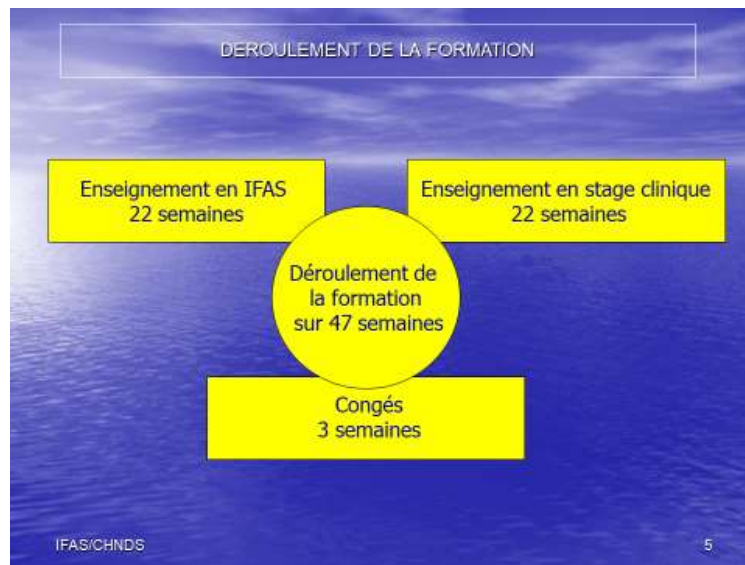 DEROULEMENT DE LA FORMATION
Enseignement en IFAS
22 semaines
Enseignement en stage clinique
22 semaines
Déroulement de
la formation
sur 47 semaines
Congés
3 semaines
IFAS/CHNDS
5